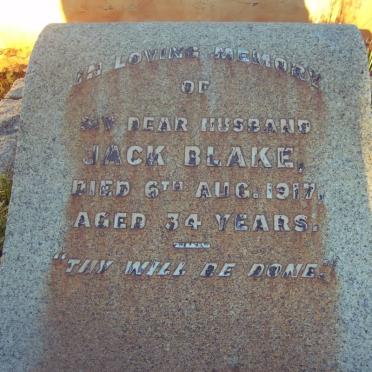 IN LOVING MEMORY
OF
MY DEAR HUSBAND
JACK BLAKE,
DIED 6TH AUG. 1917,
AGED 34 YEARS.
"THY WILL BE DONE."